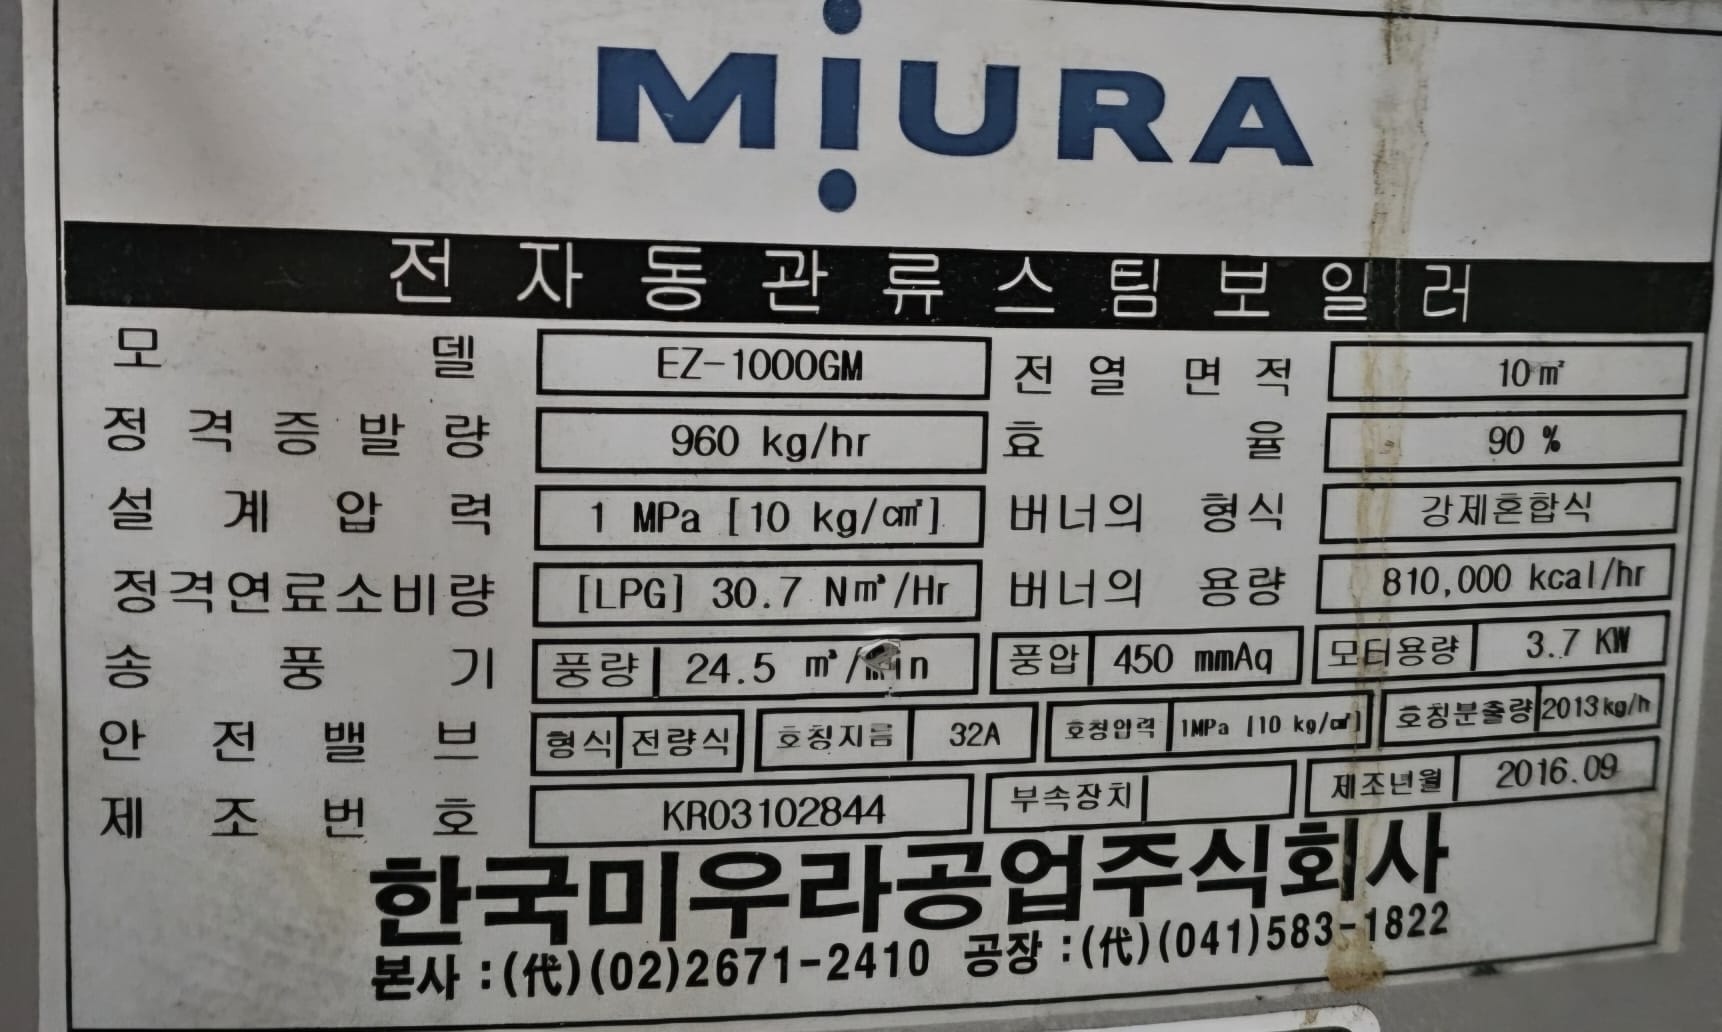 MIURA
전자동관류스팀보일러
모델 EZ-1000GM 전열면적 10㎡
정격증발량 960 kg/hr 효율 90 %
설계압력 1 MPa [10 kg/㎠] 버너의 형식 강제혼합식
정격연료소비량 [LPG] 30.7 N㎥/Hr 버너의 용량 810,000 kcal/hr
송풍기 풍량 24.5 ㎥/min 풍압 450 mmAq 모터용량 3.7 KW
안전밸브 형식 전량식 호칭지름 32A 호칭압력 1MPa [10 kg/㎠] 호칭분출량 2013kg/h
제조번호 KR03102844 부속장치 제조년월 2016.09
한국미우라공업주식회사
본사 : (代) (02)2671-2410 공장 : (代) (041)583-1822